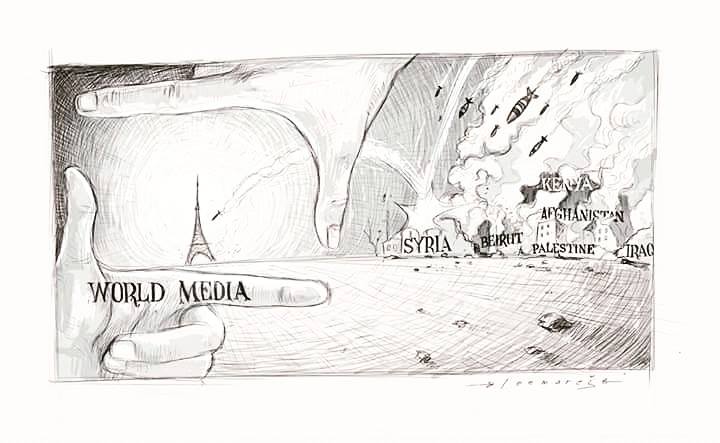 KENYA
AFGHANISTAN
SYRIA
BEIRUT
PALESTINE
IRAQ
WORLD MEDIA